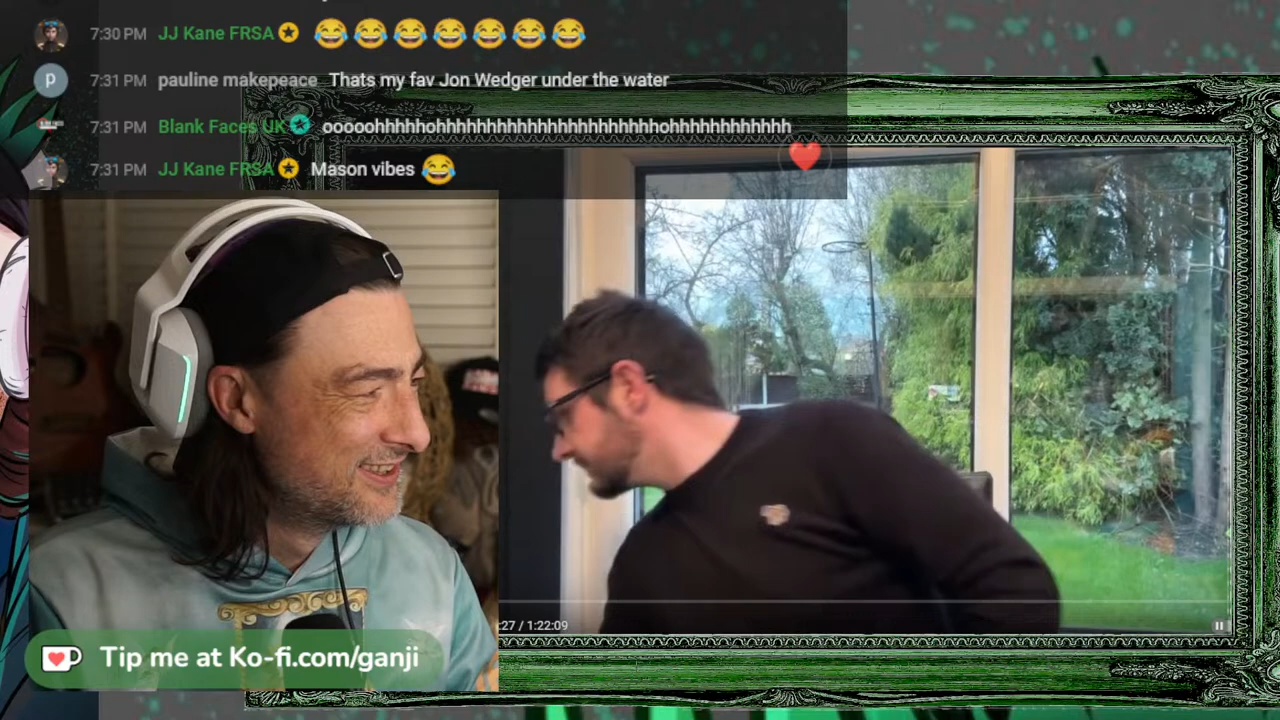 7:30 PM JJ Kane FRSA 😂😂😂😂😂😂😂
7:31 PM pauline makepeace Thats my fav Jon Wedger under the water
7:31 PM Blank Faces UK ooooohhhhhohhhhhhhhhhhhhhhhhhhhhhohhhhhhhhhhhh
7:31 PM JJ Kane FRSA Mason vibes 😂
P
:27 / 1:22:09
Tip me at Ko-fi.com/ganji